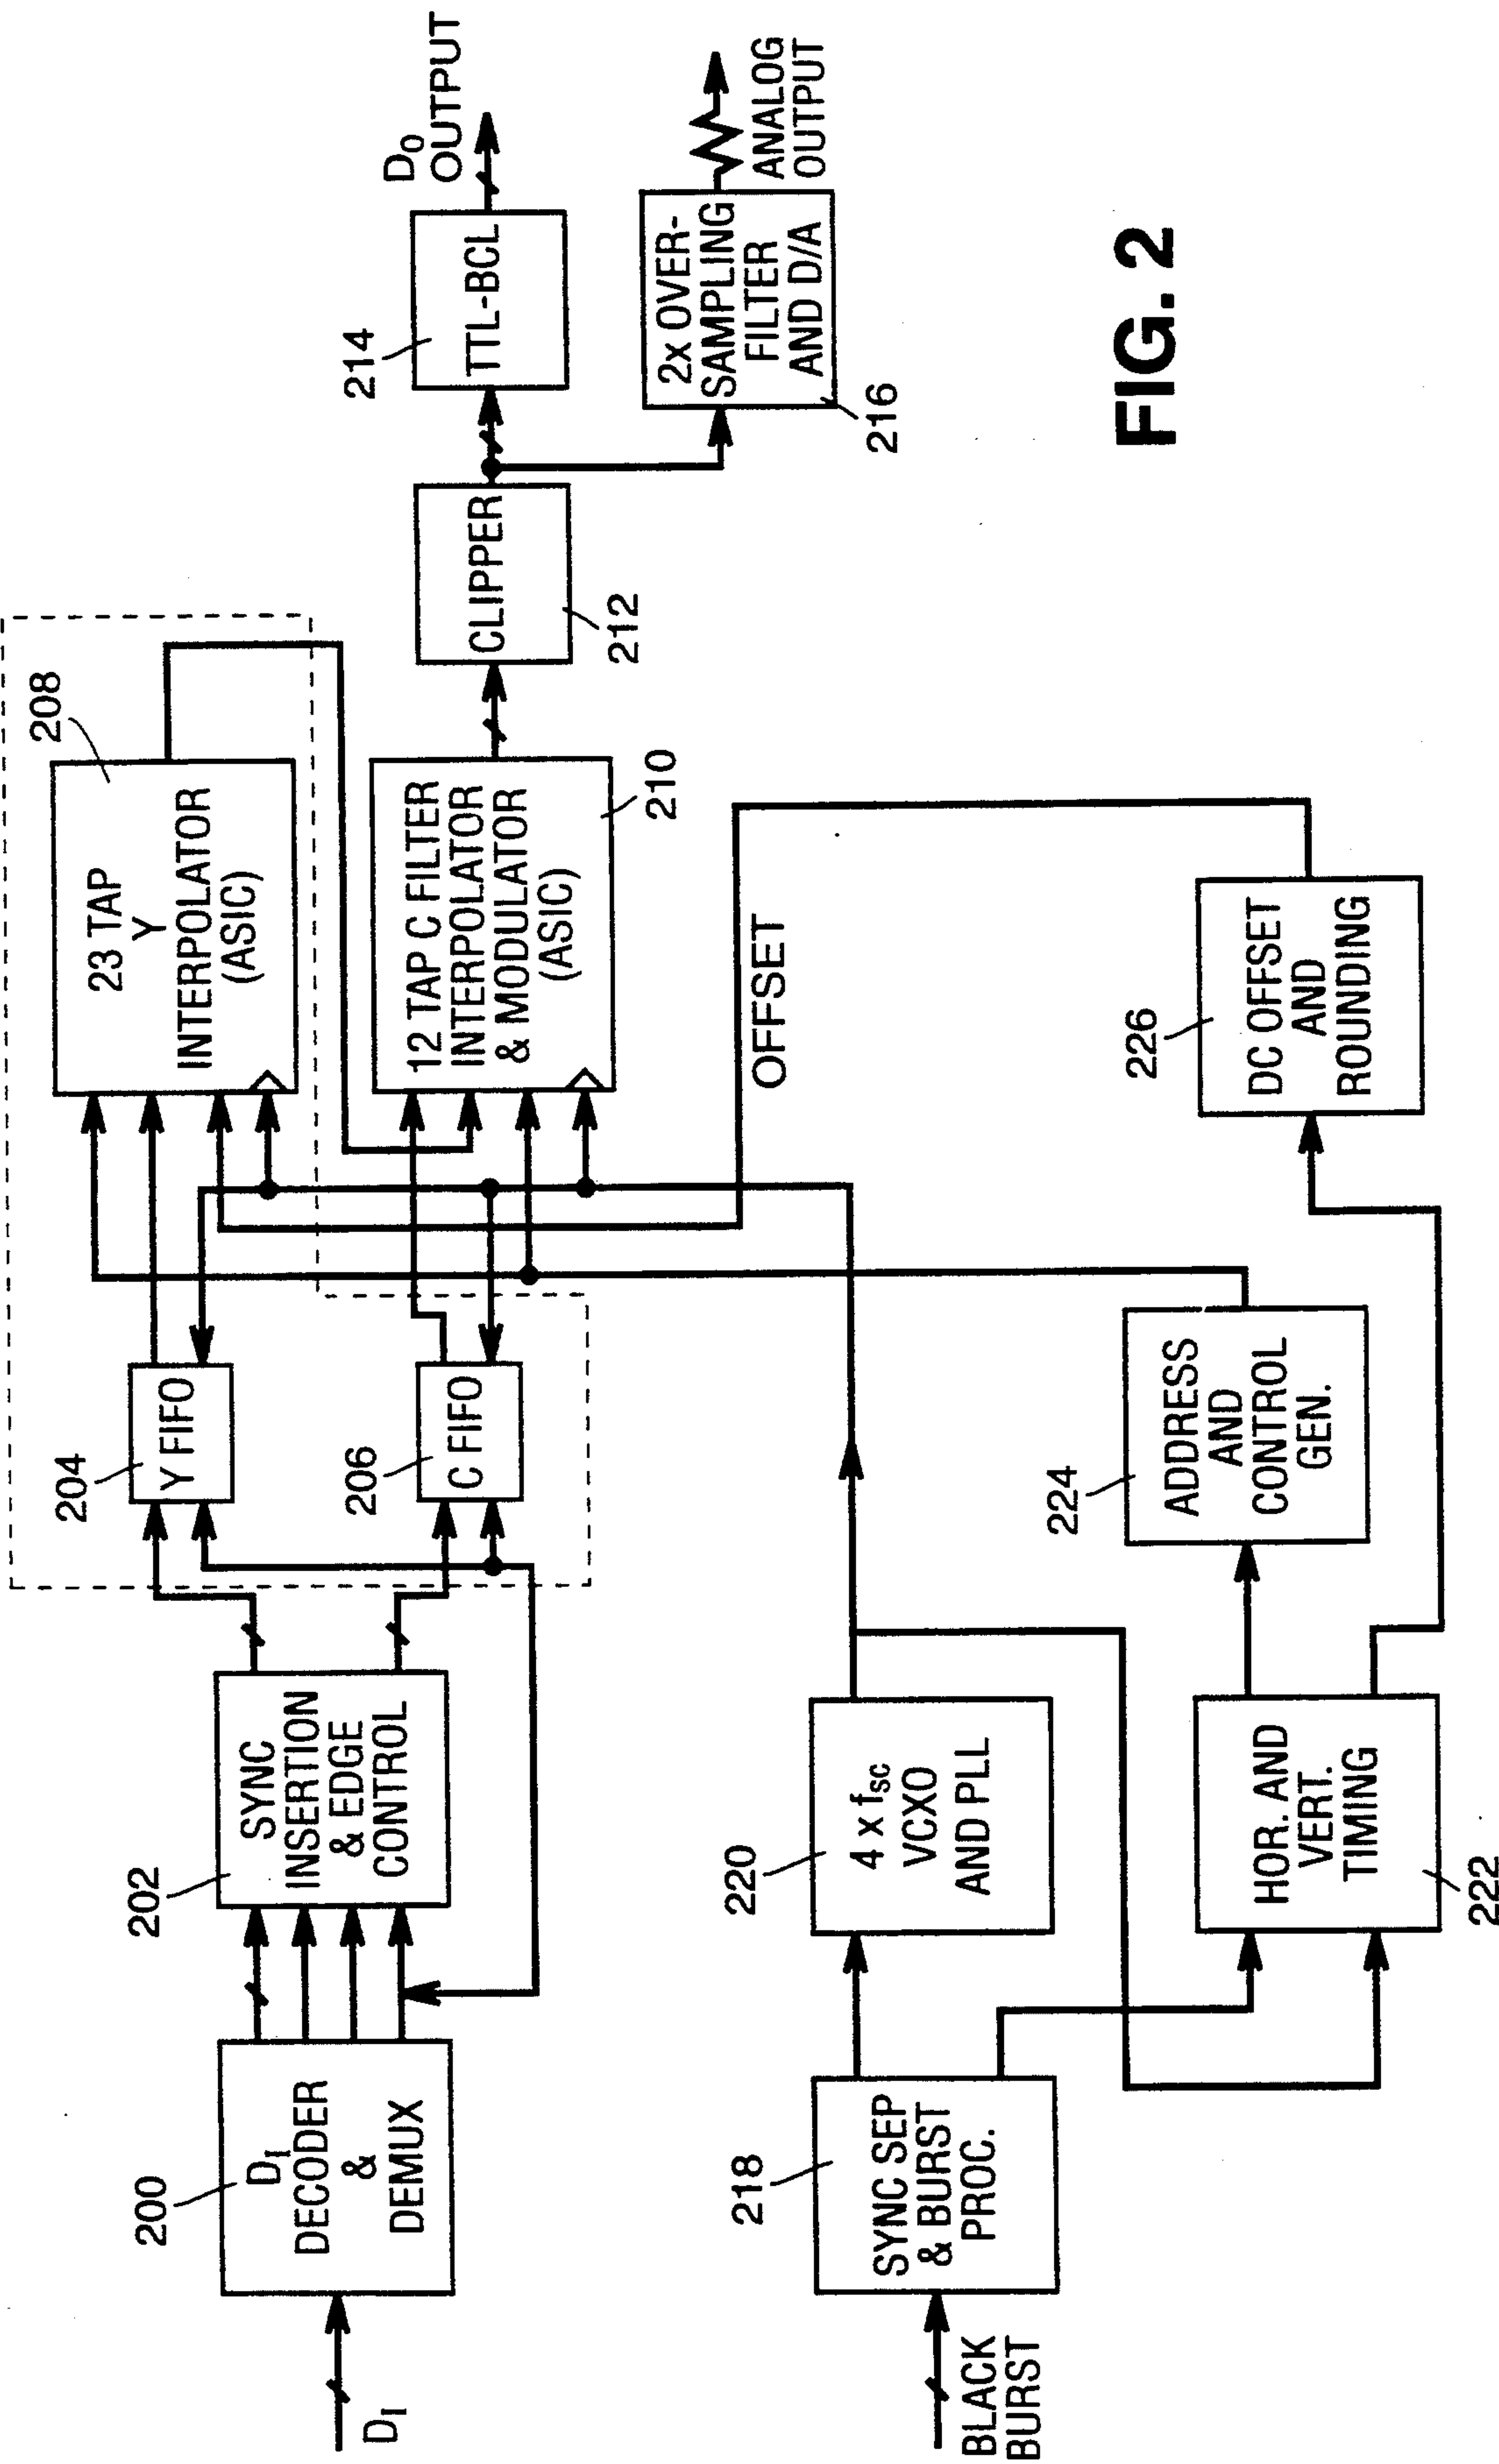 D_I
200
D_I
DECODER
&
DEMUX
202
SYNC
INSERTION
& EDGE
CONTROL
204
Y FIFO
206
C FIFO
208
23 TAP
Y
INTERPOLATOR
(ASIC)
12 TAP C FILTER
INTERPOLATOR
& MODULATOR
(ASIC)
210
CLIPPER
212
214
TTL-BCL
D_O
OUTPUT
2x OVER-
SAMPLING
FILTER
AND D/A
216
ANALOG
OUTPUT
BLACK
BURST
218
SYNC SEP
& BURST
PROC.
220
4 x f_sc
VCXO
AND PLL
HOR. AND
VERT.
TIMING
222
224
ADDRESS
AND
CONTROL
GEN.
OFFSET
226
DC OFFSET
AND
ROUNDING
FIG. 2